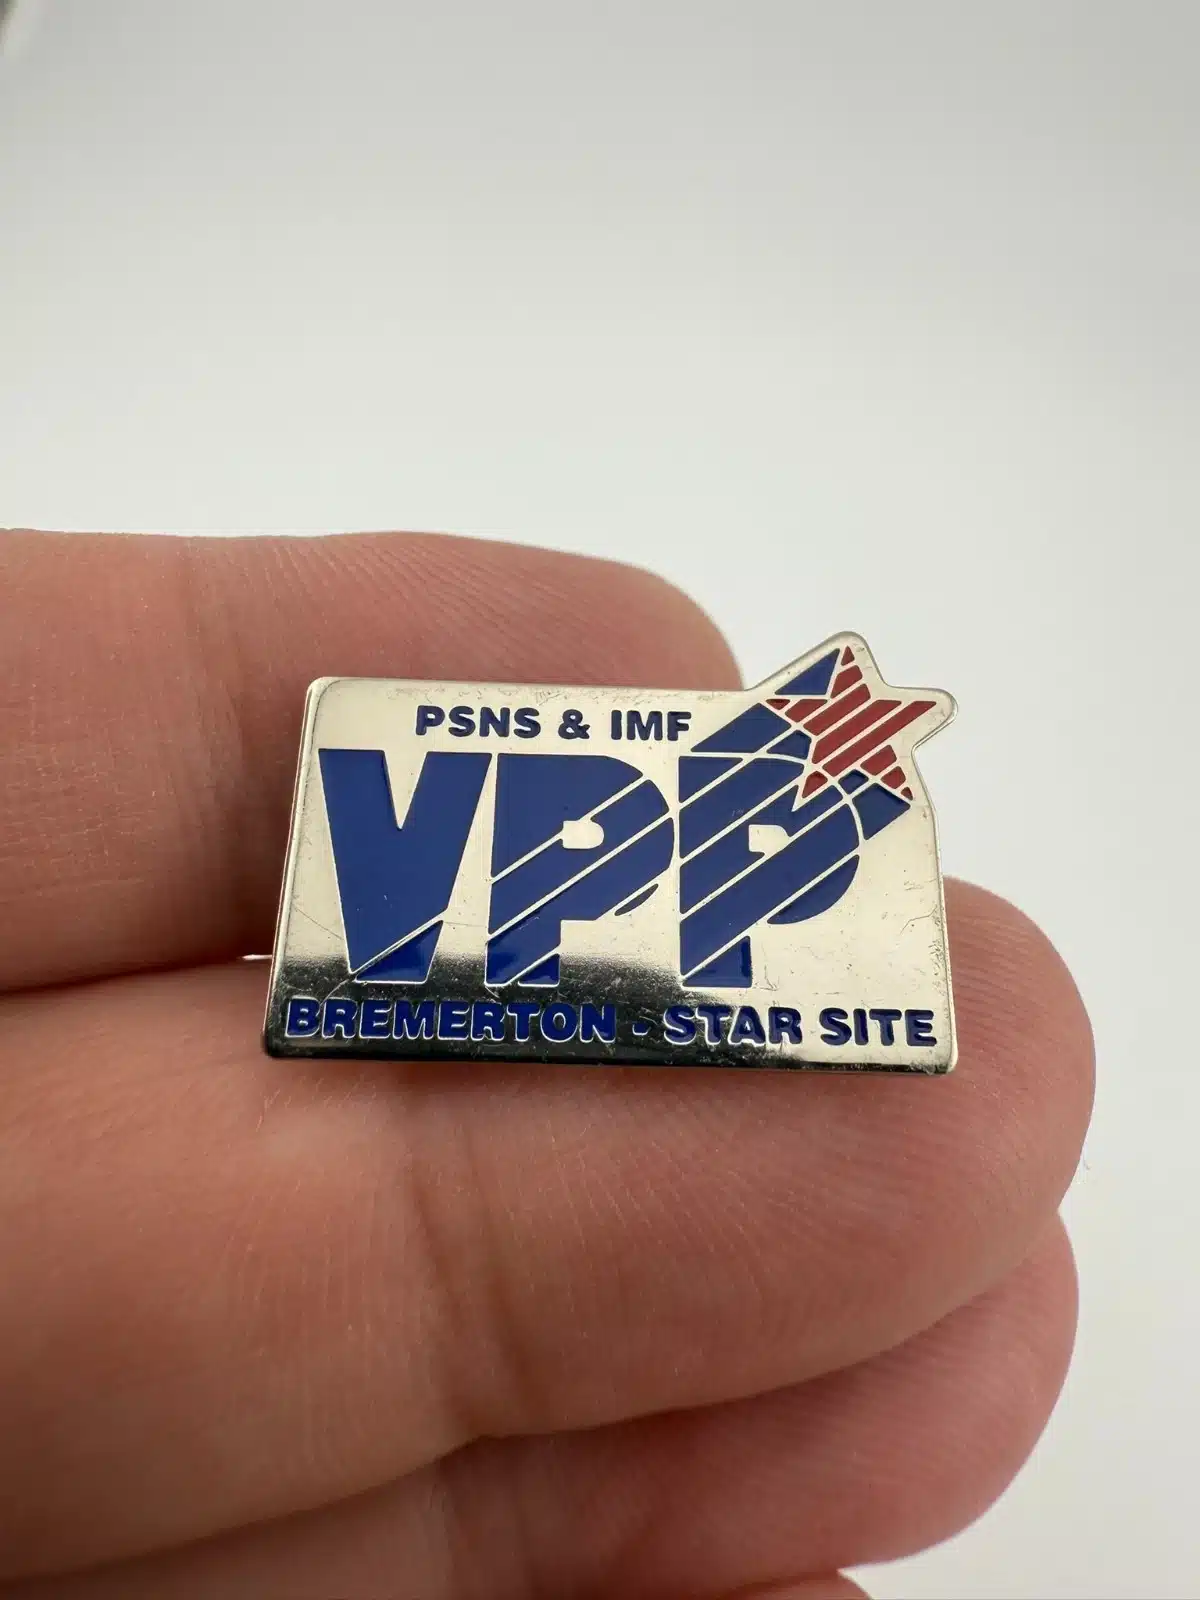 PSNS & IMF
VPP
BREMERTON - STAR SITE